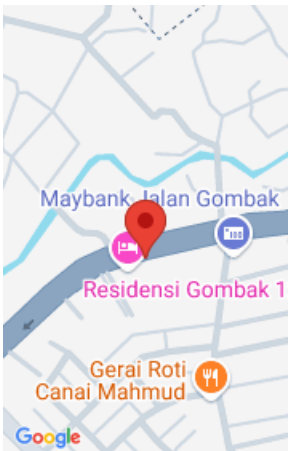 Maybank Jalan Gombak
Residensi Gombak 1
Gerai Roti
Canai Mahmud
Google